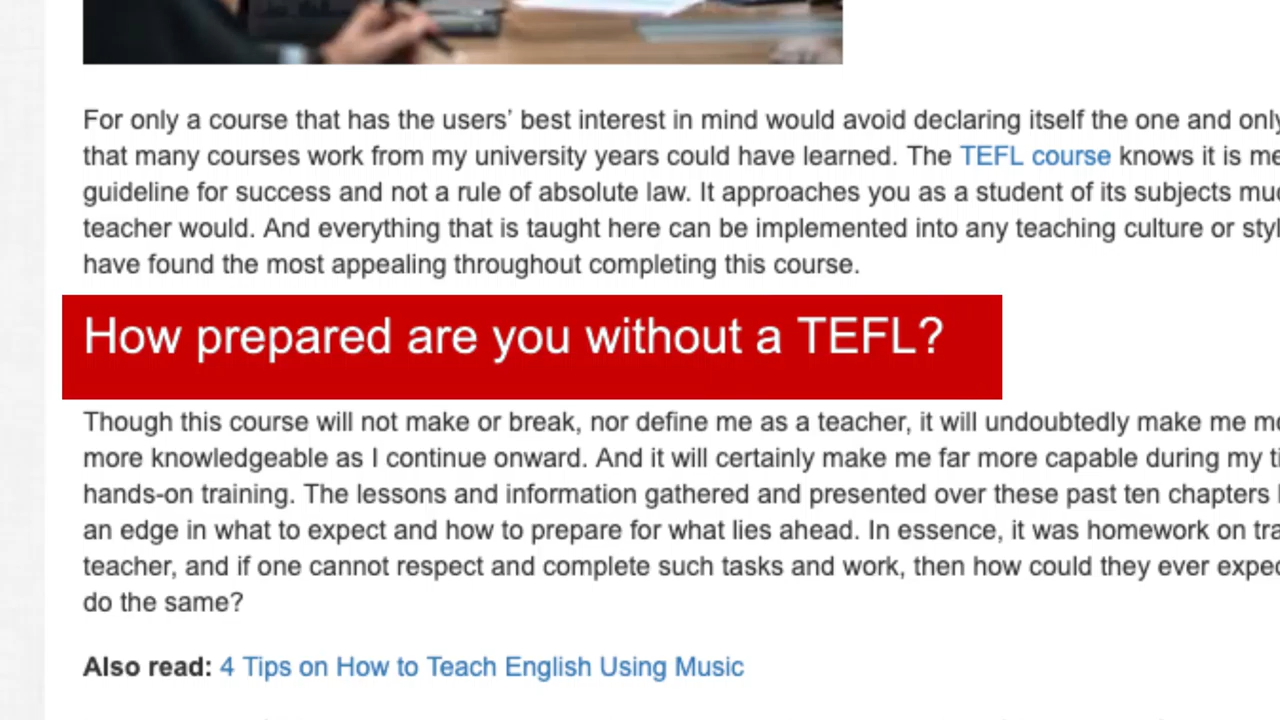 For only a course that has the users’ best interest in mind would avoid declaring itself the one and only
that many courses work from my university years could have learned. The TEFL course knows it is
guideline for success and not a rule of absolute law. It approaches you as a student of its subjects
teacher would. And everything that is taught here can be implemented into any teaching culture or
have found the most appealing throughout completing this course.
How prepared are you without a TEFL?
Though this course will not make or break, nor define me as a teacher, it will undoubtedly make me
more knowledgeable as I continue onward. And it will certainly make me far more capable during my
hands-on training. The lessons and information gathered and presented over these past ten chapters
an edge in what to expect and how to prepare for what lies ahead. In essence, it was homework on
teacher, and if one cannot respect and complete such tasks and work, then how could they ever
do the same?
Also read: 4 Tips on How to Teach English Using Music